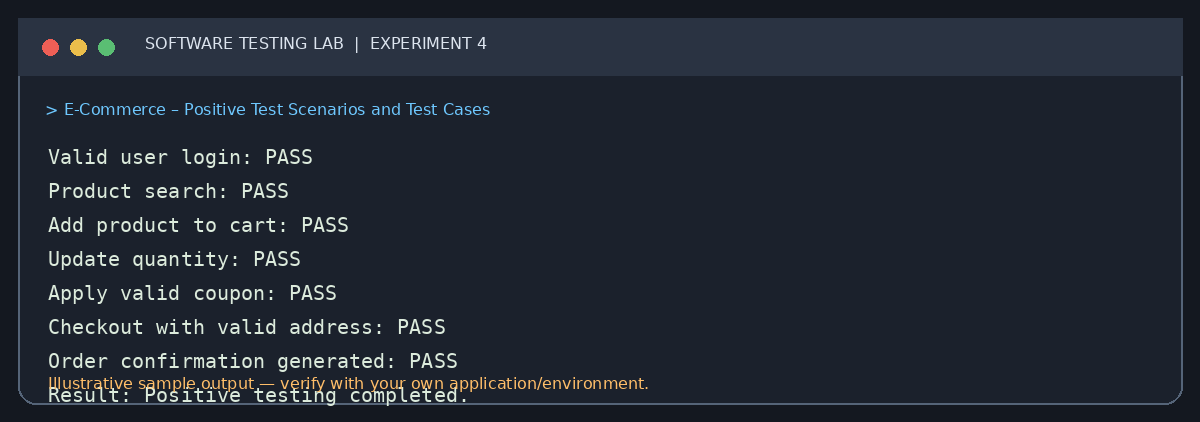 SOFTWARE TESTING LAB | EXPERIMENT 4
> E-Commerce – Positive Test Scenarios and Test Cases
Valid user login: PASS
Product search: PASS
Add product to cart: PASS
Update quantity: PASS
Apply valid coupon: PASS
Checkout with valid address: PASS
Order confirmation generated: PASS
Illustrative sample output — verify with your own application/environment.
Result: Positive testing completed.